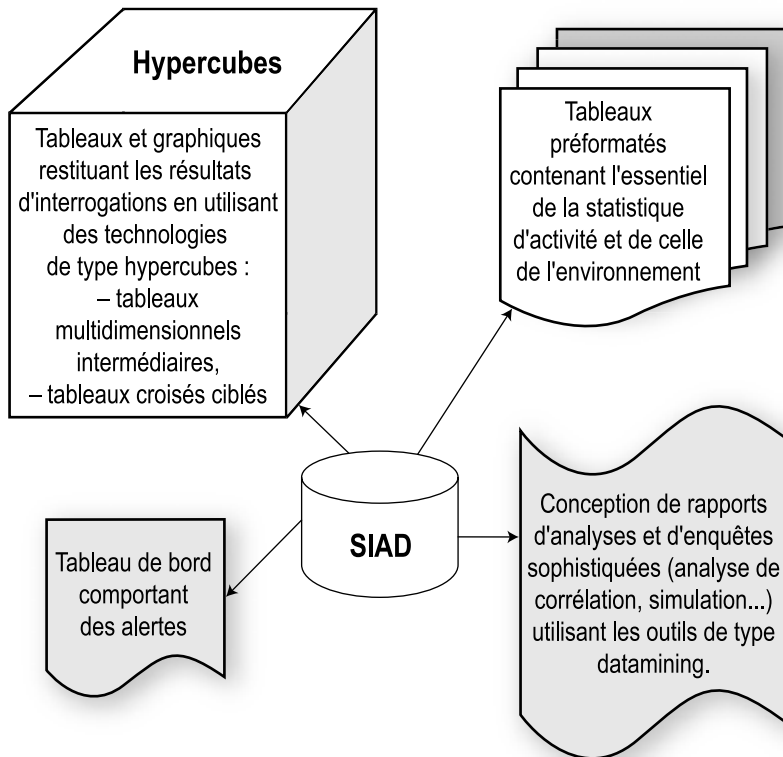 Hypercubes
Tableaux et graphiques
restituant les résultats
d'interrogations en utilisant
des technologies
de type hypercubes :
– tableaux
multidimensionnels
intermédiaires,
– tableaux croisés ciblés
Tableaux
préformatés
contenant l'essentiel
de la statistique
d'activité et de celle
de l'environnement
SIAD
Tableau de bord
comportant
des alertes
Conception de rapports
d'analyses et d'enquêtes
sophistiquées (analyse de
corrélation, simulation...)
utilisant les outils de type
datamining.